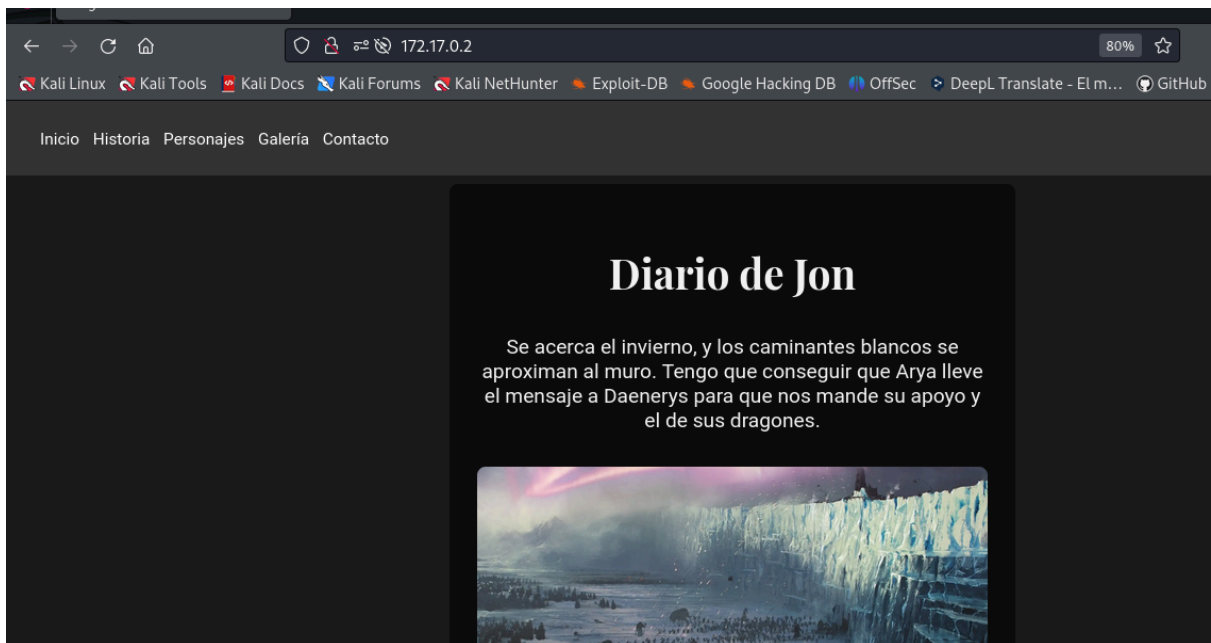 172.17.0.2
80%
Kali Linux Kali Tools Kali Docs Kali Forums Kali NetHunter Exploit-DB Google Hacking DB OffSec DeepL Translate - El m... GitHub
Inicio Historia Personajes Galería Contacto
Diario de Jon
Se acerca el invierno, y los caminantes blancos se
aproximan al muro. Tengo que conseguir que Arya lleve
el mensaje a Daenerys para que nos mande su apoyo y
el de sus dragones.